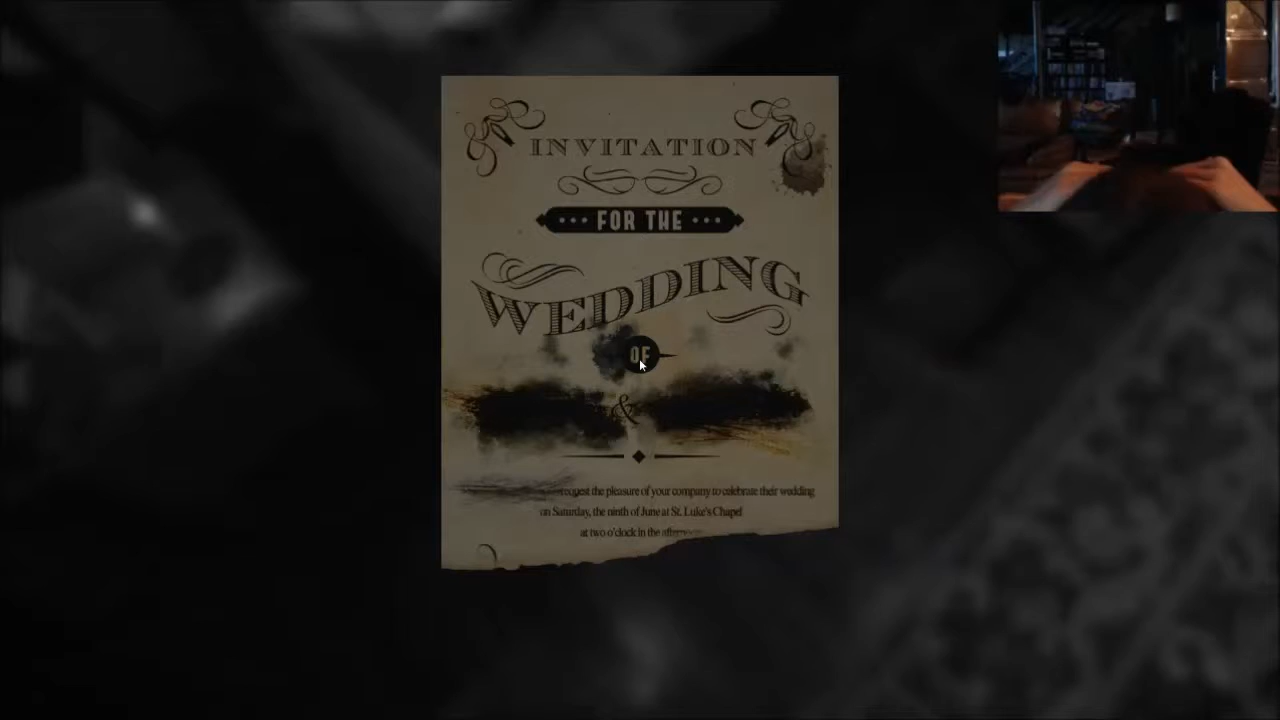 INVITATION
FOR THE
WEDDING
OF
&
request the pleasure of your company to celebrate their wedding
on Saturday, the ninth of June at St. Luke's Chapel
at two o'clock in the